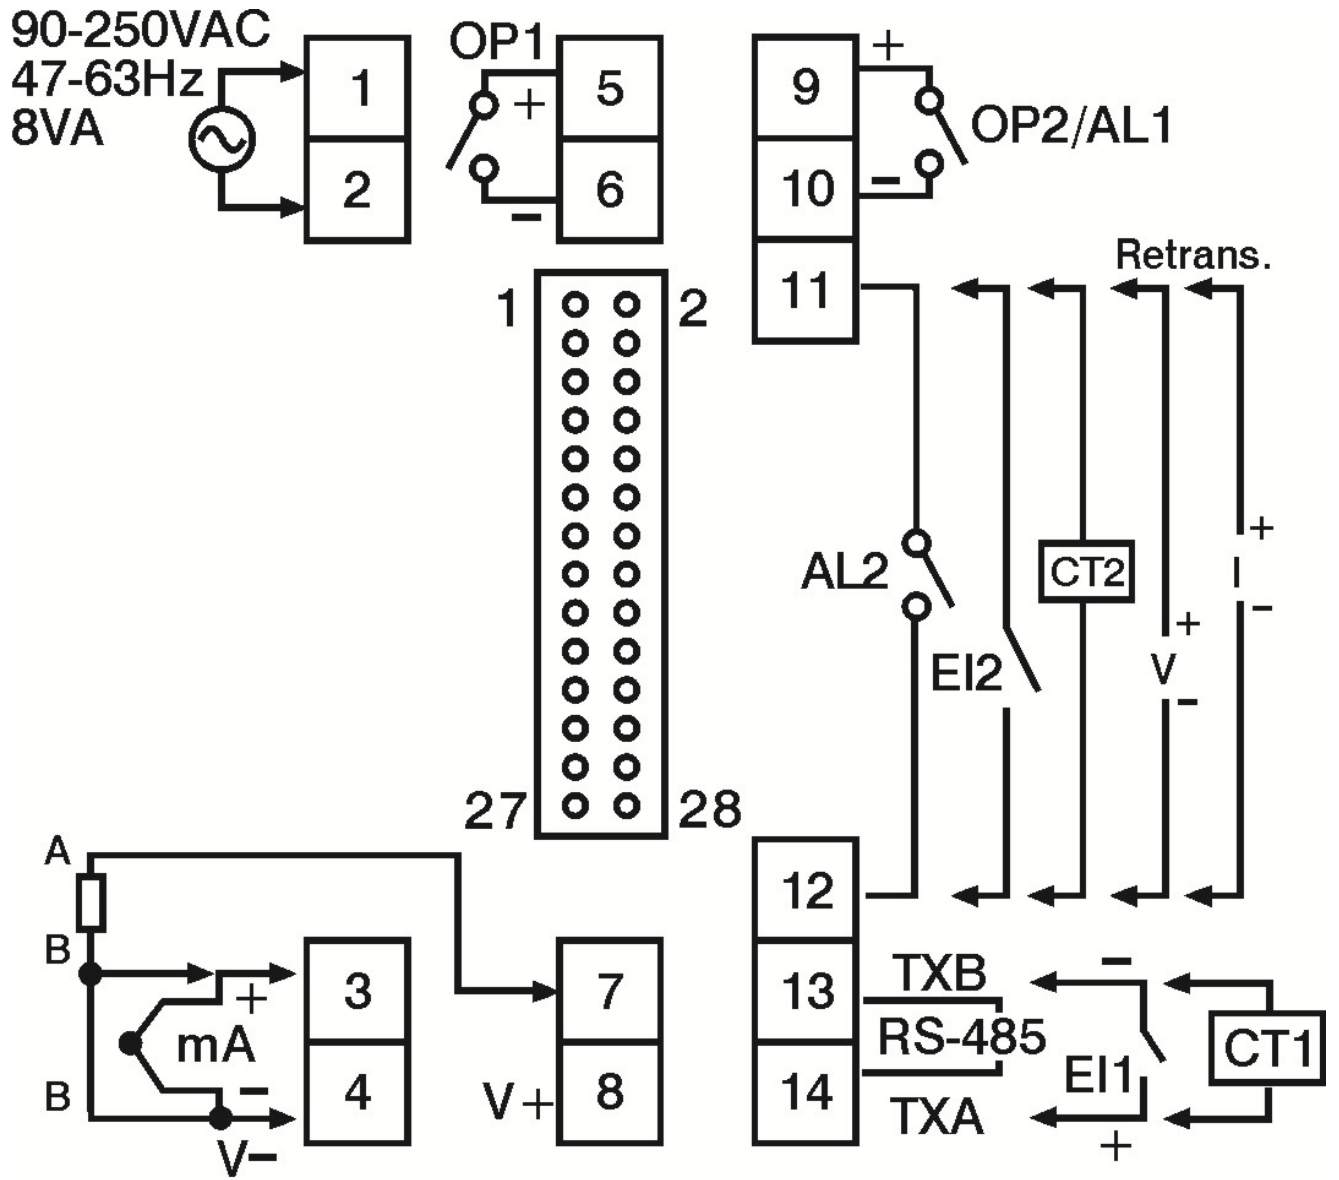 90-250VAC
47-63Hz
8VA
1
2
OP1
+
−
5
6
9
10
11
+
−
OP2/AL1
Retrans.
1
2
27
28
AL2
EI2
CT2
+
V
−
+
I
−
A
B
B
+
mA
−
V−
3
4
7
8
V+
12
13
14
TXB
RS-485
TXA
−
EI1
+
CT1